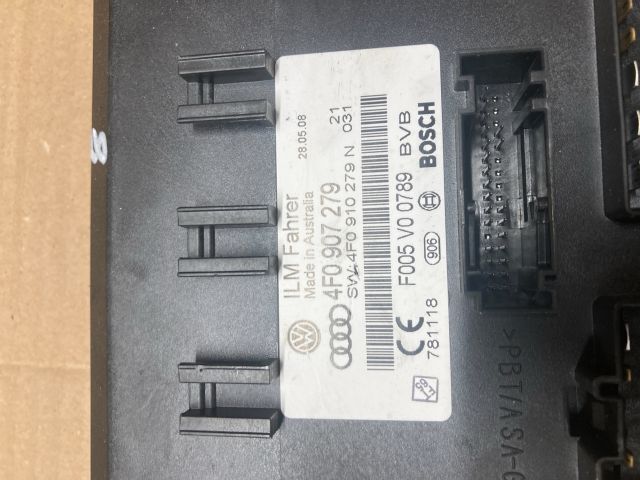 ILM Fahrer 28.05.08
Made in Australia
4F0 907 279 21
SW:4F0 910 279 N 031
F005 V0 0789 BVB
CE 906 BOSCH
781118
>PBT/ASA-G